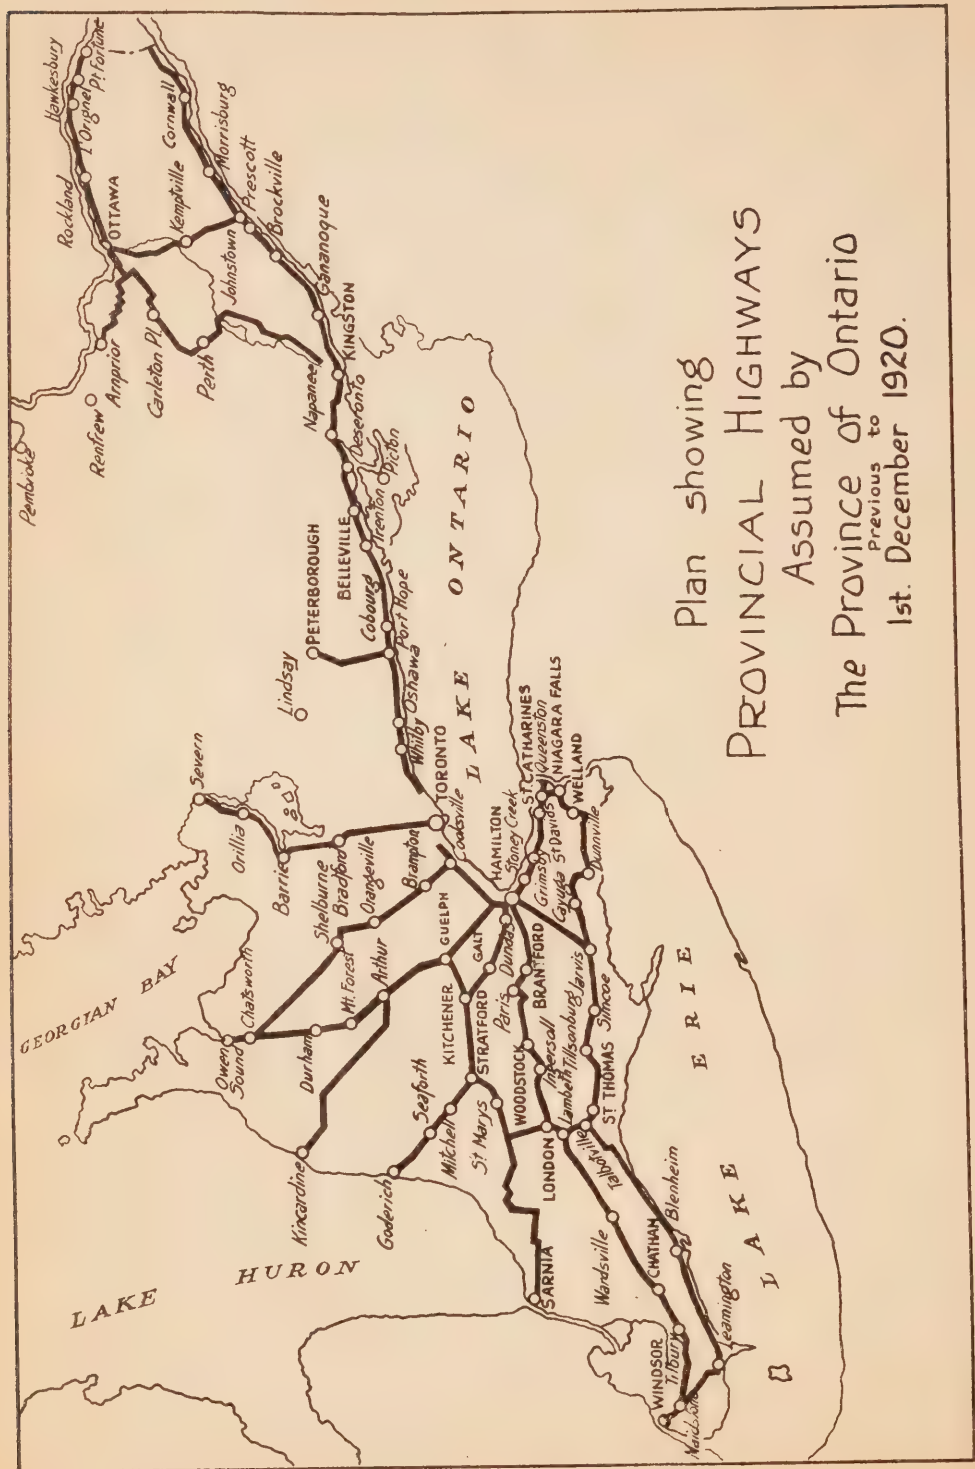 Plan showing
PROVINCIAL HIGHWAYS
Assumed by
The Province of Ontario
Previous to
1st. December 1920.
LAKE HURON
GEORGIAN BAY
LAKE ONTARIO
LAKE ERIE
Pembroke
Renfrew
Arnprior
Carleton Pl.
Perth
Rockland
OTTAWA
L'Orignel
Hawkesbury
Pt. Fortune
Cornwall
Kemptville
Morrisburg
Prescott
Johnstown
Brockville
Gananoque
KINGSTON
Napanee
Deseronto
Picton
Trenton
BELLEVILLE
Cobourg
Port Hope
PETERBOROUGH
Lindsay
Oshawa
Whitby
TORONTO
Cooksville
Severn
Orillia
Barrie
Bradford
Shelburne
Orangeville
Brampton
Owen
Sound
Chatsworth
Durham
Mt. Forest
Arthur
GUELPH
Kincardine
Goderich
Seaforth
Mitchell
St Marys
STRATFORD
KITCHENER
GALT
Dundas
HAMILTON
Stoney Creek
Grimsby
ST. CATHARINES
St Davids
Queenston
NIAGARA FALLS
WELLAND
Dunnville
Cayuga
Jarvis
Simcoe
Tillsonburg
ST THOMAS
BRANTFORD
Paris
WOODSTOCK
Ingersoll
LONDON
Lambeth
Talbotville
SARNIA
Wardsville
CHATHAM
Blenheim
Tilbury
Leamington
WINDSOR
Maidstone